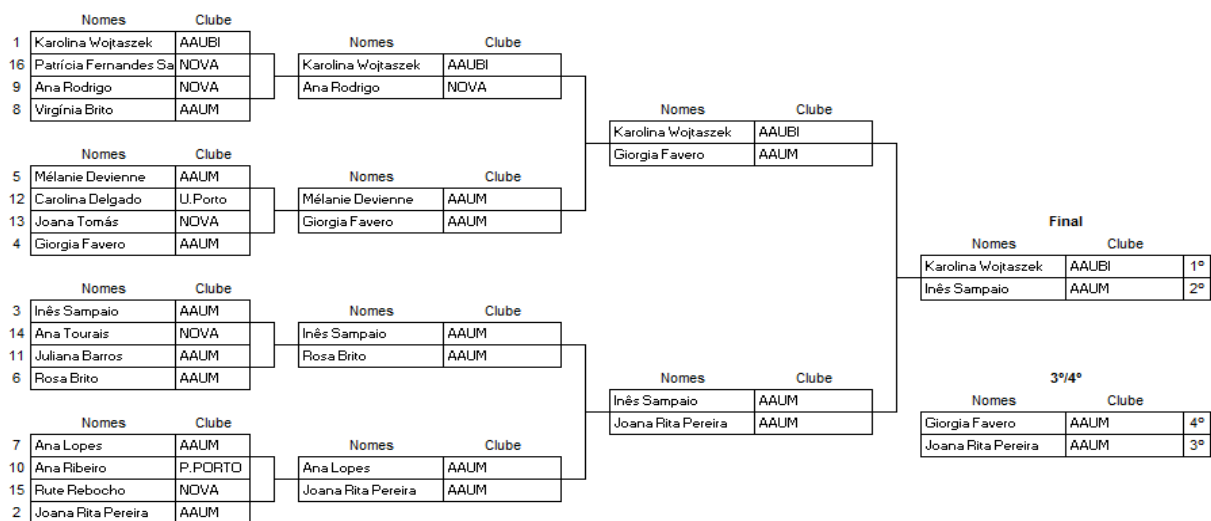 Nomes Clube
1 Karolina Wojtaszek AAUBI
16 Patrícia Fernandes Sa NOVA
9 Ana Rodrigo NOVA
8 Virgínia Brito AAUM
Nomes Clube
5 Mélanie Devienne AAUM
12 Carolina Delgado U.Porto
13 Joana Tomás NOVA
4 Giorgia Favero AAUM
Nomes Clube
3 Inês Sampaio AAUM
14 Ana Tourais NOVA
11 Juliana Barros AAUM
6 Rosa Brito AAUM
Nomes Clube
7 Ana Lopes AAUM
10 Ana Ribeiro P.PORTO
15 Rute Rebocho NOVA
2 Joana Rita Pereira AAUM
Nomes Clube
Karolina Wojtaszek AAUBI
Ana Rodrigo NOVA
Nomes Clube
Mélanie Devienne AAUM
Giorgia Favero AAUM
Nomes Clube
Inês Sampaio AAUM
Rosa Brito AAUM
Nomes Clube
Ana Lopes AAUM
Joana Rita Pereira AAUM
Nomes Clube
Karolina Wojtaszek AAUBI
Giorgia Favero AAUM
Nomes Clube
Inês Sampaio AAUM
Joana Rita Pereira AAUM
Final
Nomes Clube
Karolina Wojtaszek AAUBI 1º
Inês Sampaio AAUM 2º
3º/4º
Nomes Clube
Giorgia Favero AAUM 4º
Joana Rita Pereira AAUM 3º